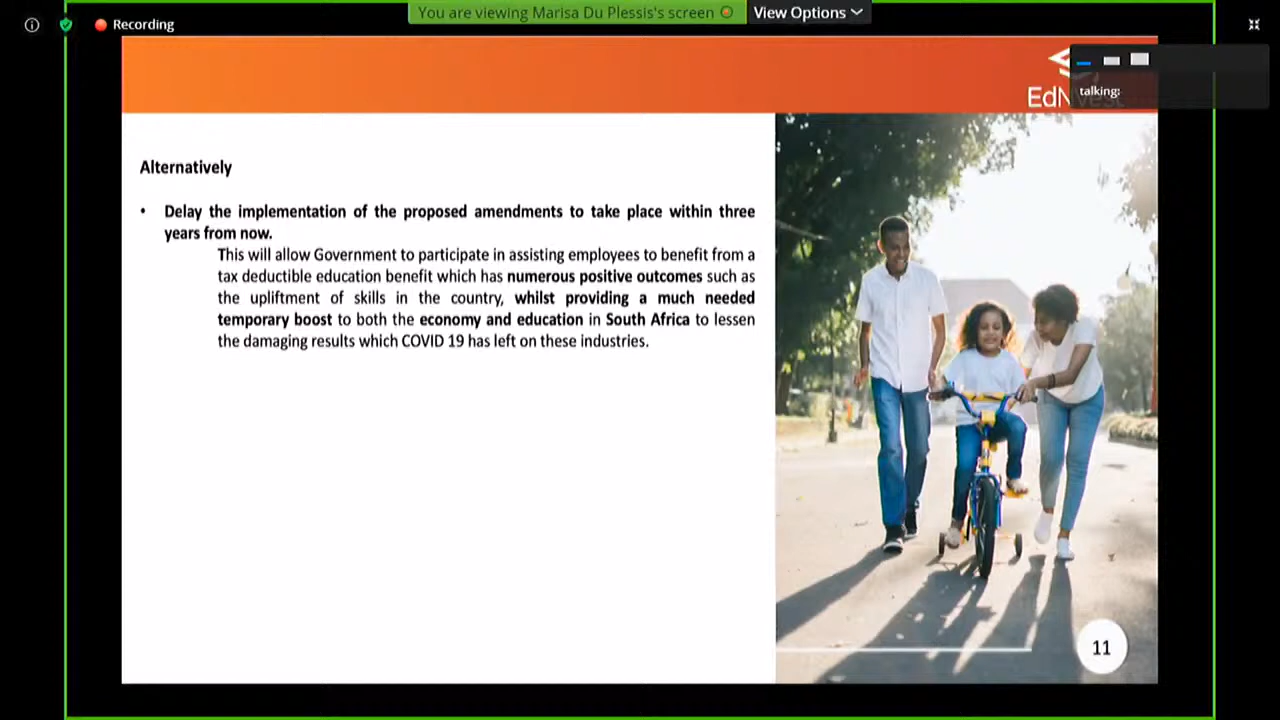 You are viewing Marisa Du Plessis's screen
View Options
Recording
talking:
Alternatively
• Delay the implementation of the proposed amendments to take place within three
years from now.
This will allow Government to participate in assisting employees to benefit from a
tax deductible education benefit which has numerous positive outcomes such as
the upliftment of skills in the country, whilst providing a much needed
temporary boost to both the economy and education in South Africa to lessen
the damaging results which COVID 19 has left on these industries.
11